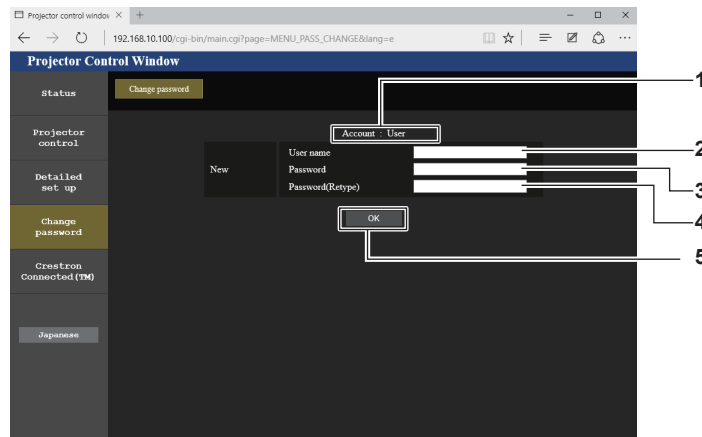 Projector control window
192.168.10.100/cgi-bin/main.cgi?page=MENU_PASS_CHANGE&lang=e
Projector Control Window
Status
Change password
Projector
control
Detailed
set up
Change
password
Crestron
Connected(TM)
Japanese
Account : User
New
User name
Password
Password(Retype)
OK
1
2
3
4
5